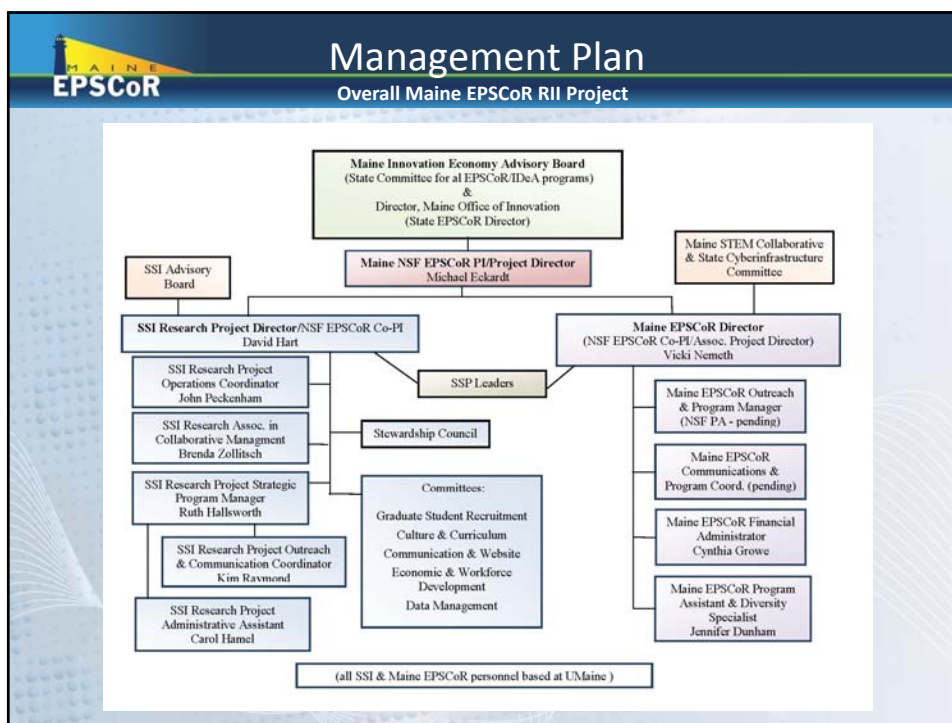 MAINE
EPSCoR
Management Plan
Overall Maine EPSCoR RII Project
Maine Innovation Economy Advisory Board
(State Committee for al EPSCoR/IDeA programs)
&
Director, Maine Office of Innovation
(State EPSCoR Director)
SSI Advisory
Board
Maine NSF EPSCoR PI/Project Director
Michael Eckardt
Maine STEM Collaborative
& State Cyberinfrastructure
Committee
SSI Research Project Director/NSF EPSCoR Co-PI
David Hart
Maine EPSCoR Director
(NSF EPSCoR Co-PI/Assoc. Project Director)
Vicki Nemeth
SSP Leaders
SSI Research Project
Operations Coordinator
John Peckenham
SSI Research Assoc. in
Collaborative Managment
Brenda Zollitsch
SSI Research Project Strategic
Program Manager
Ruth Hallsworth
SSI Research Project Outreach
& Communication Coordinator
Kim Raymond
SSI Research Project
Administrative Assistant
Carol Hamel
Stewardship Council
Committees:
Graduate Student Recruitment
Culture & Curriculum
Communication & Website
Economic & Workforce
Development
Data Management
Maine EPSCoR Outreach
& Program Manager
(NSF PA - pending)
Maine EPSCoR
Communications &
Program Coord. (pending)
Maine EPSCoR Financial
Administrator
Cynthia Growe
Maine EPSCoR Program
Assistant & Diversity
Specialist
Jennifer Dunham
(all SSI & Maine EPSCoR personnel based at UMaine )